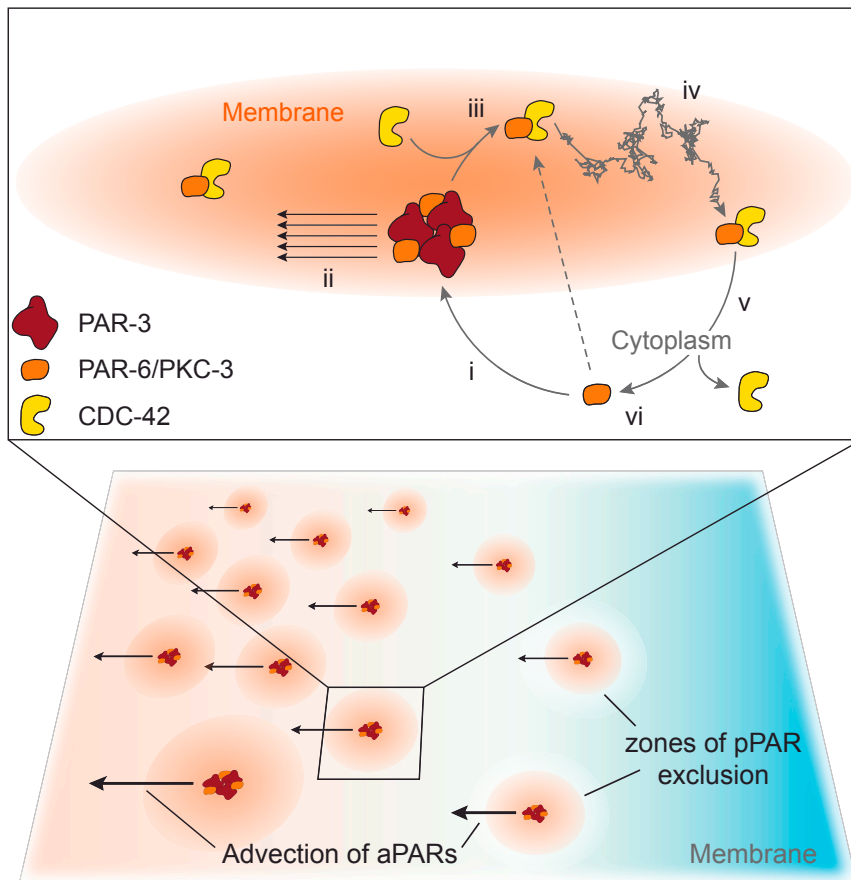 iv
iii
Membrane
ii
v
PAR-3
Cytoplasm
PAR-6/PKC-3
i
vi
CDC-42
zones of pPAR
exclusion
Advection of aPARs
Membrane